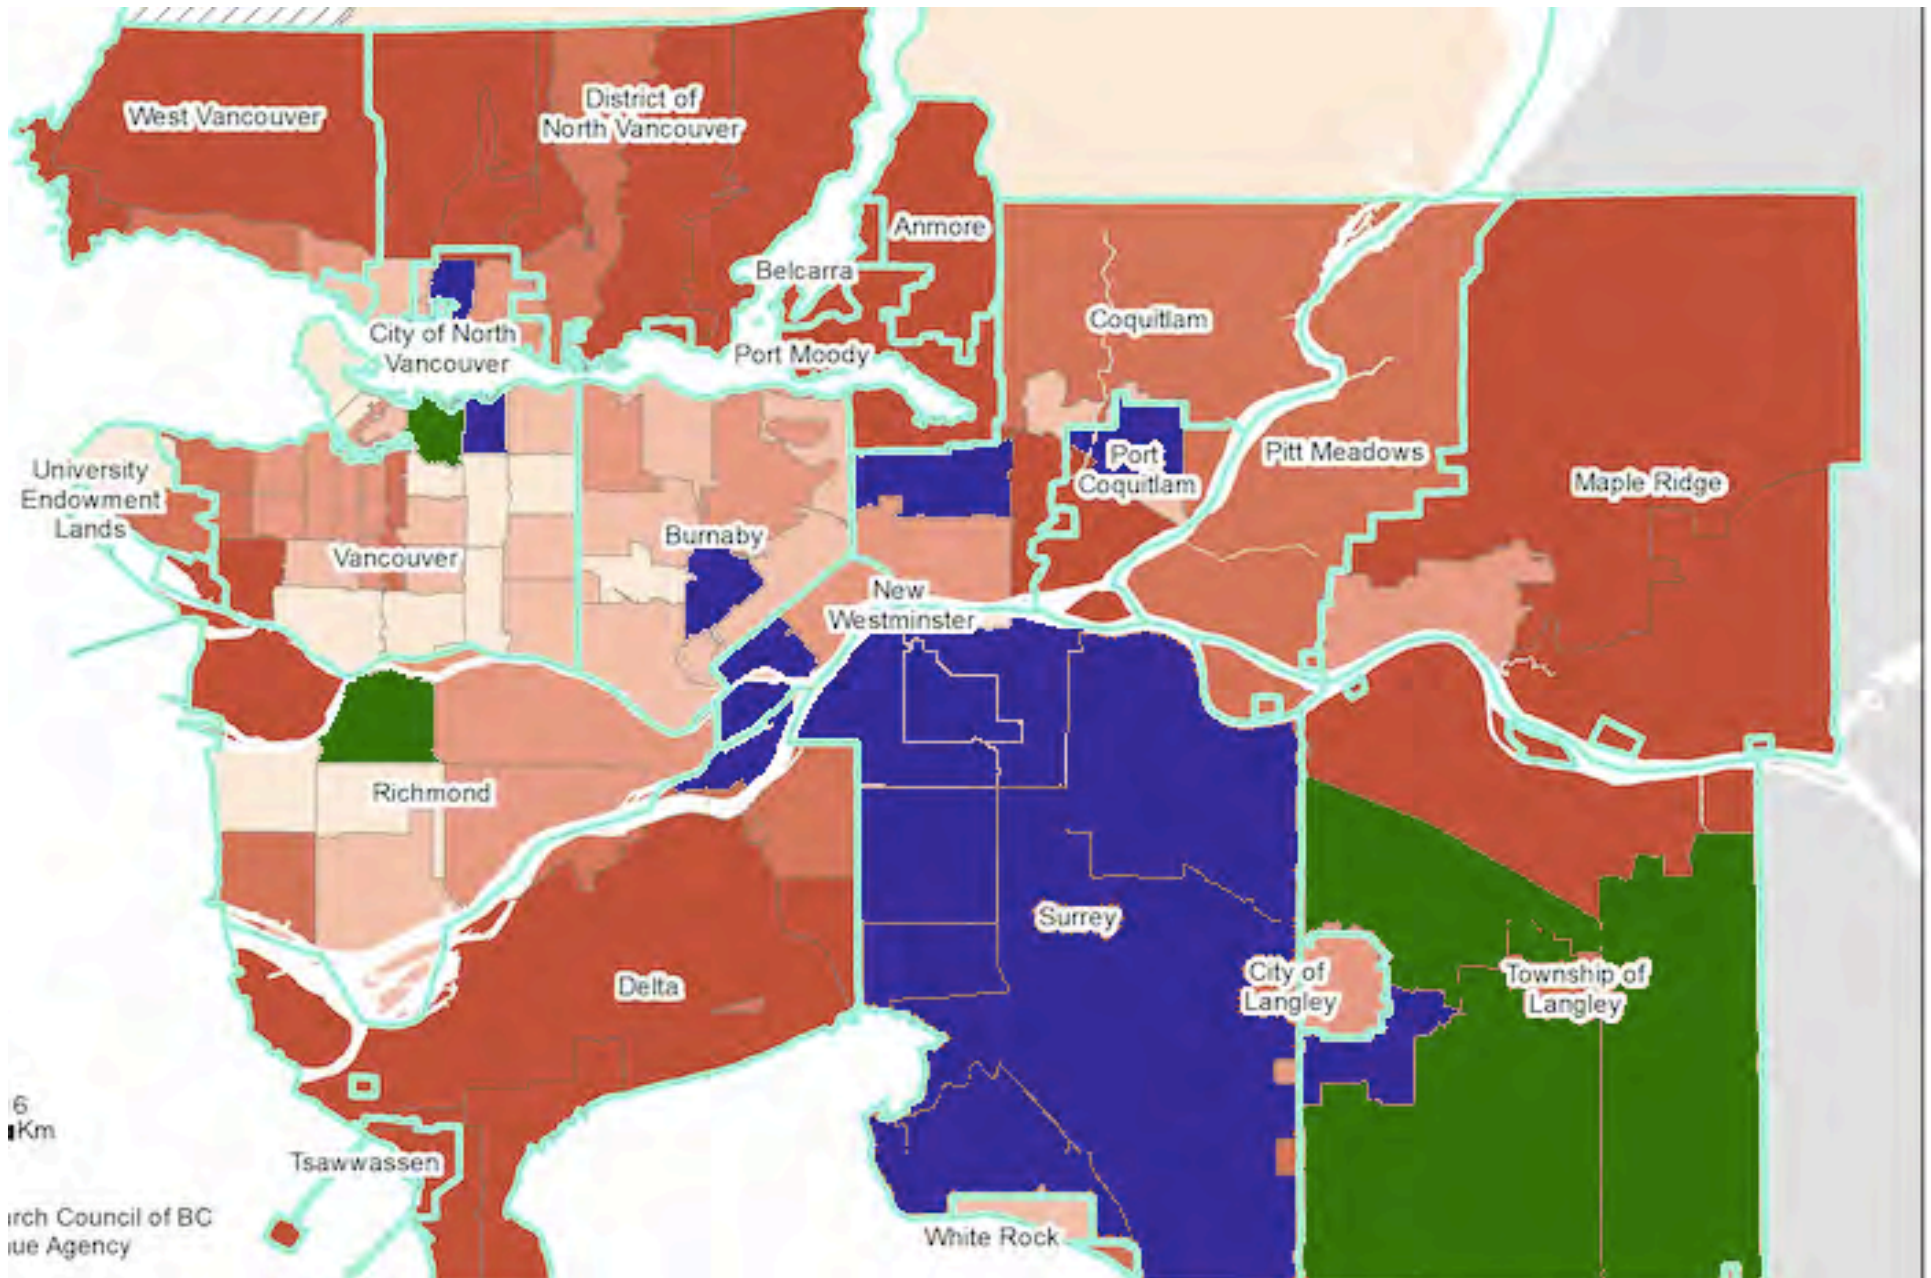 West Vancouver
District of
North Vancouver
Anmore
Belcarra
City of North
Vancouver
Port Moody
Coquitlam
University
Endowment
Lands
Vancouver
Burnaby
Port
Coquitlam
Pitt Meadows
Maple Ridge
New
Westminster
Richmond
Surrey
Delta
City of
Langley
Township of
Langley
6
Km
Tsawwassen
arch Council of BC
ue Agency
White Rock